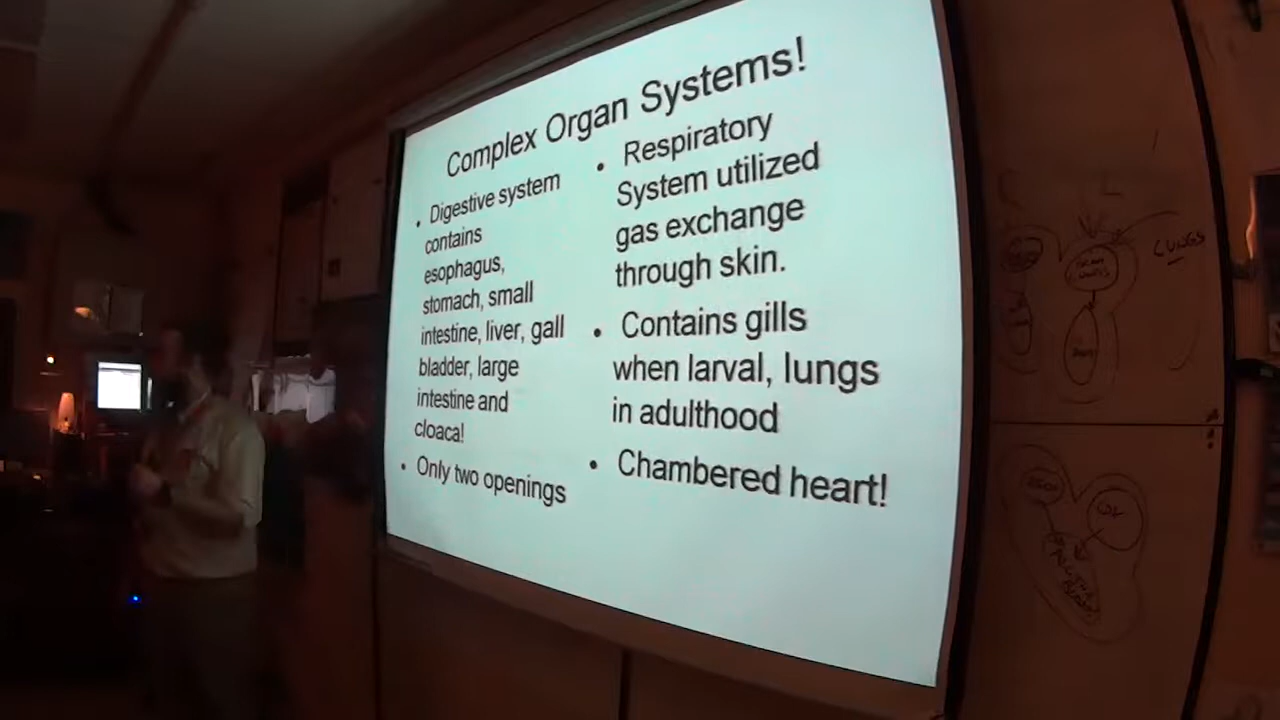 Complex Organ Systems!
• Digestive system
contains
esophagus,
stomach, small
intestine, liver, gall
bladder, large
intestine and
cloaca!
• Only two openings
• Respiratory
System utilized
gas exchange
through skin.
• Contains gills
when larval, lungs
in adulthood
• Chambered heart!
LUNGS